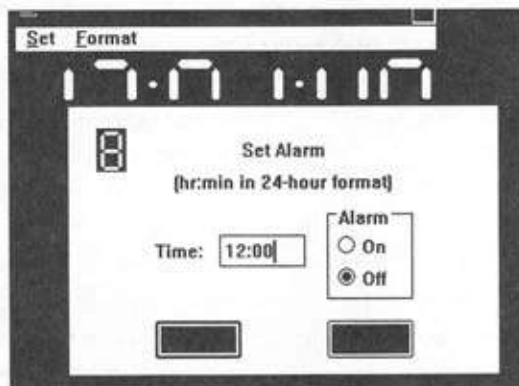 Set Format
Set Alarm
(hr:min in 24-hour format)
Alarm
Time: 12:00 On
Off